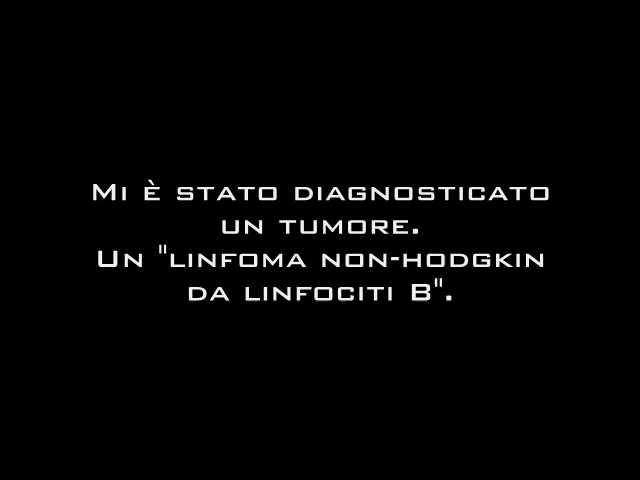 Mi è stato diagnosticato
un tumore.
Un "linfoma non-hodgkin
da linfociti B".